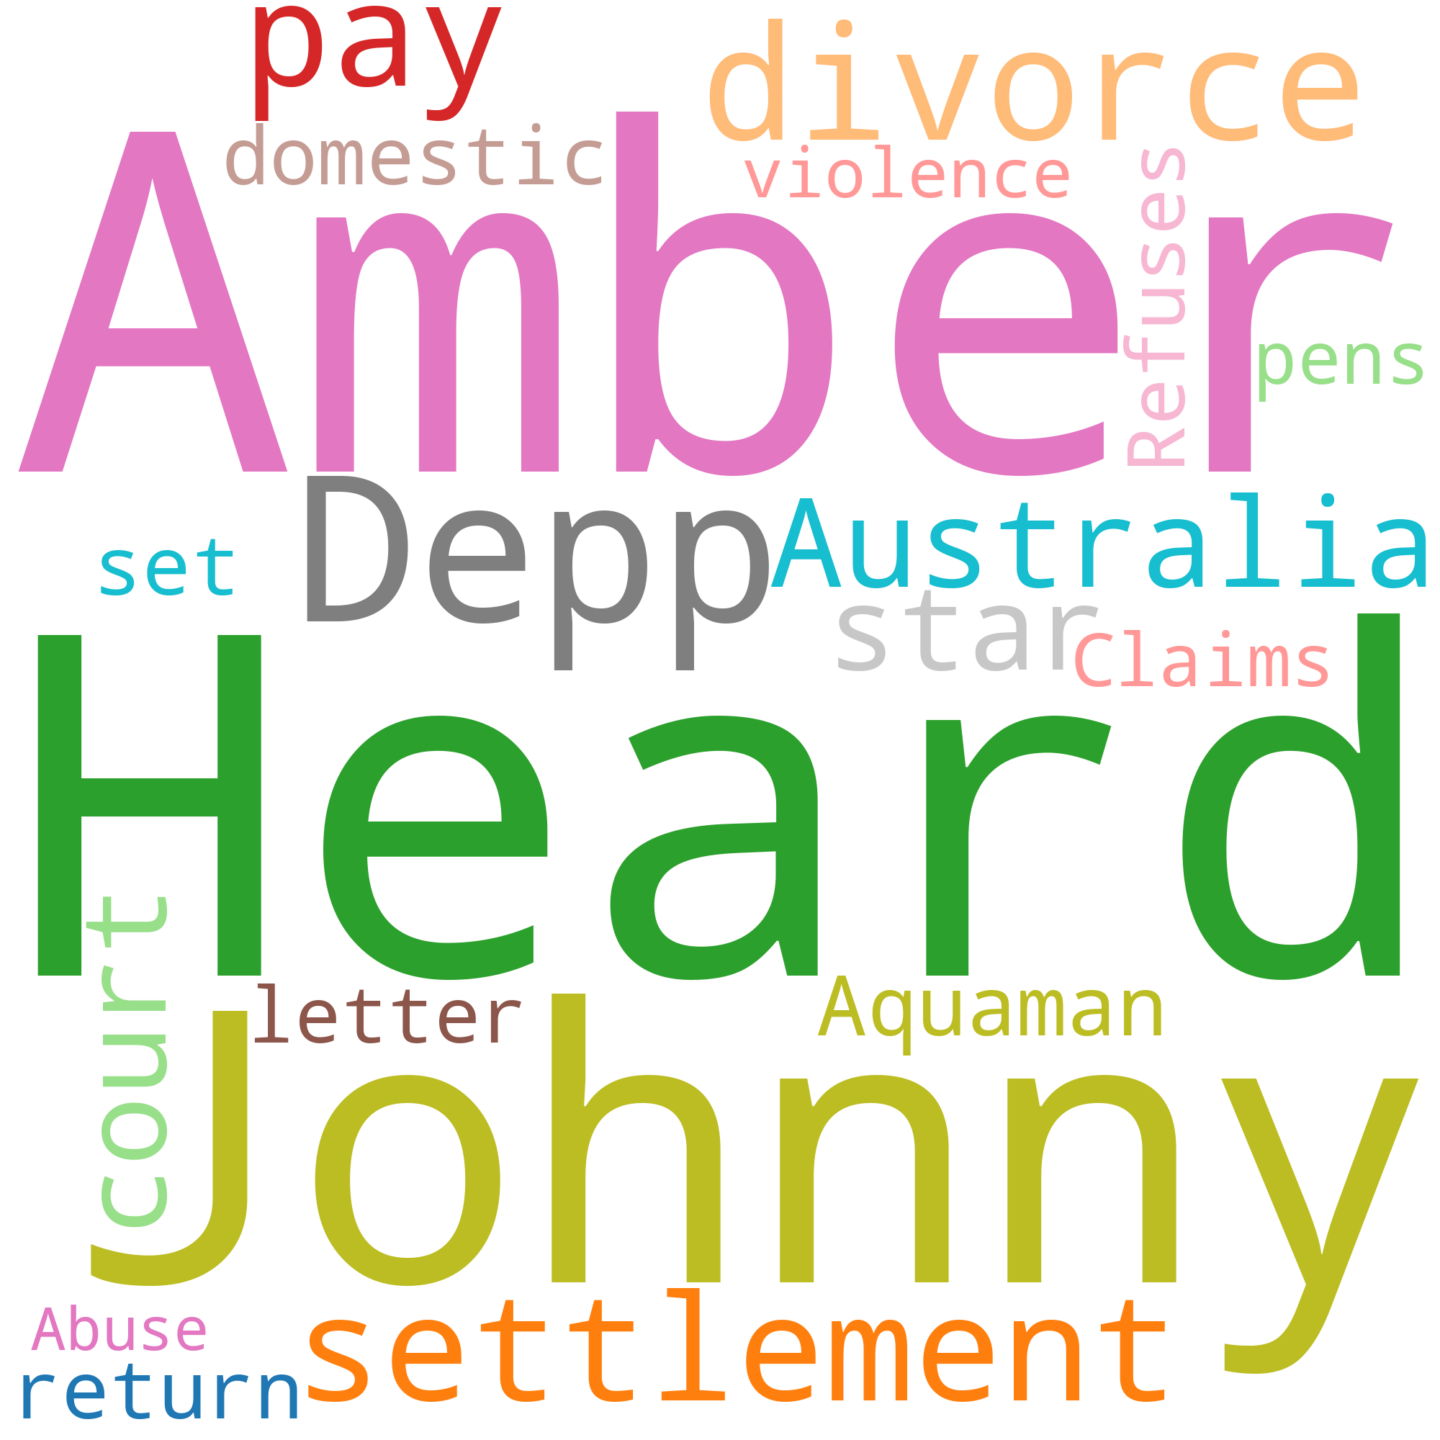 pay
divorce
domestic
violence
Amber
Refuses
pens
Depp
Australia
set
star
Claims
Heard
court
letter
Aquaman
Johnny
settlement
Abuse
return